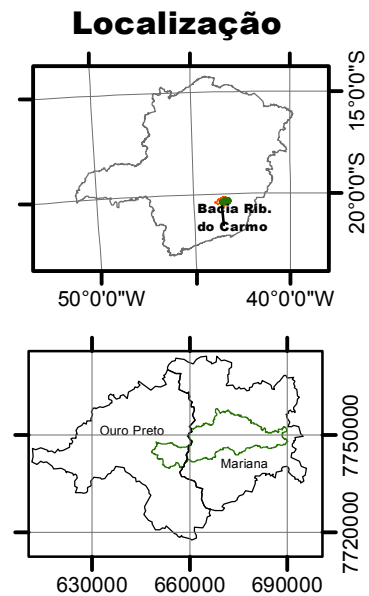 Localização
15°0'0"S
20°0'0"S
Bacia Rib.
do Carmo
50°0'0"W
40°0'0"W
Ouro Preto
Mariana
7750000
7720000
630000
660000
690000